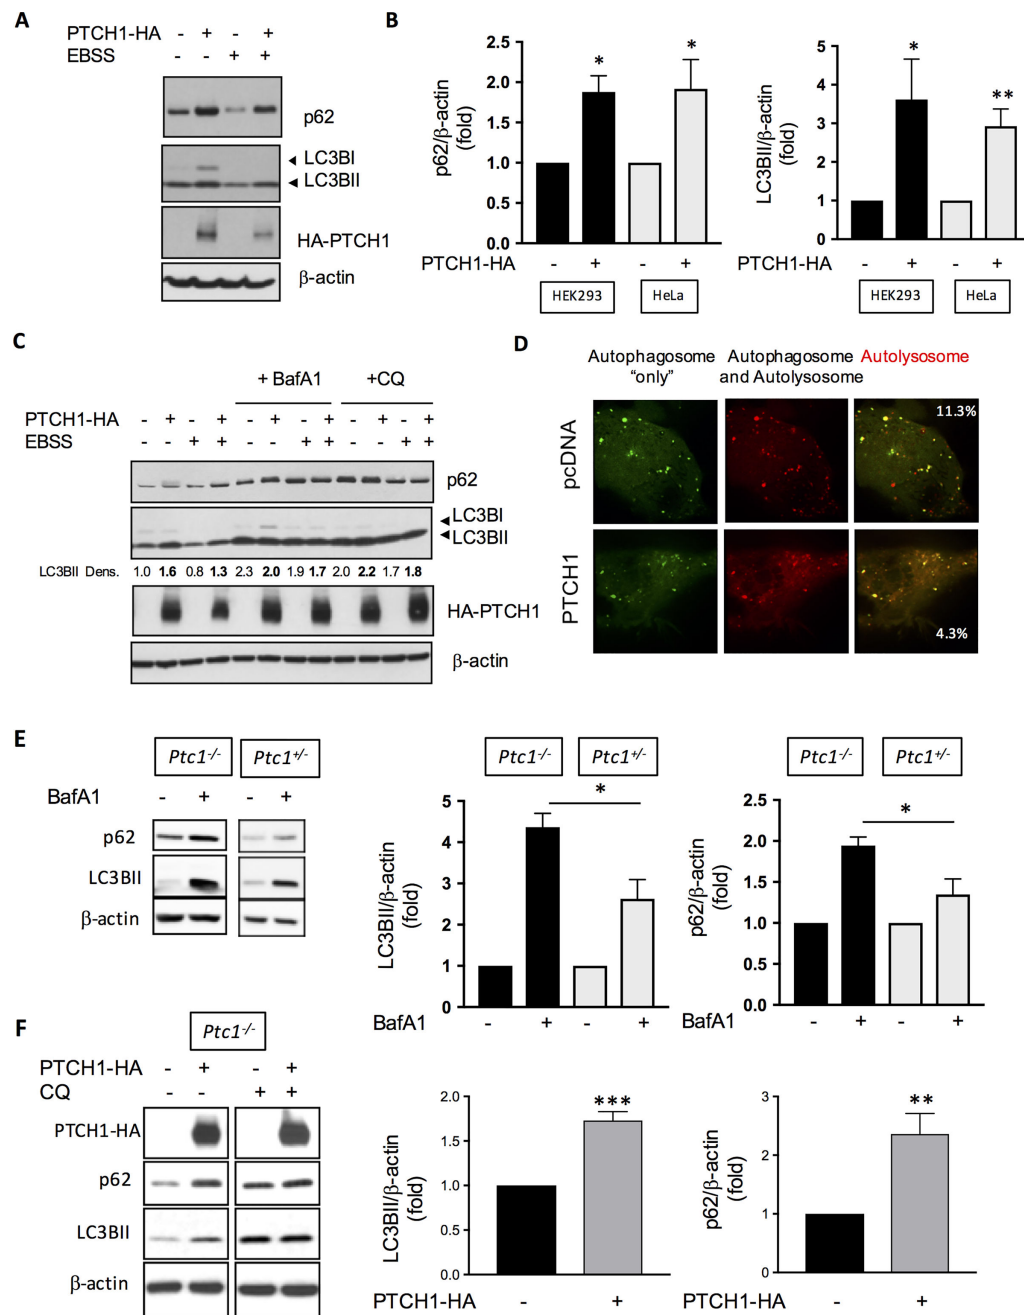 A
PTCH1-HA - + - +
EBSS - - + +
p62
LC3BI
LC3BII
HA-PTCH1
β-actin
B
p62/β-actin
(fold)
2.5
2.0
1.5
1.0
0.5
0.0
* *
PTCH1-HA - + - +
HEK293 HeLa
LC3BII/β-actin
(fold)
5
4
3
2
1
0
* **
PTCH1-HA - + - +
HEK293 HeLa
C
+ BafA1 +CQ
PTCH1-HA - + - + - + - + - + - +
EBSS - - + + - - + + - - + +
p62
LC3BI
LC3BII
LC3BII Dens. 1.0 1.6 0.8 1.3 2.3 2.0 1.9 1.7 2.0 2.2 1.7 1.8
HA-PTCH1
β-actin
D
Autophagosome "only"
Autophagosome and Autolysosome
Autolysosome
pcDNA
11.3%
PTCH1
4.3%
E
Ptc1-/- Ptc1+/-
BafA1 - + - +
p62
LC3BII
β-actin
Ptc1-/- Ptc1+/-
LC3BII/β-actin
(fold)
5
4
3
2
1
0
*
BafA1 - + - +
Ptc1-/- Ptc1+/-
p62/β-actin
(fold)
2.5
2.0
1.5
1.0
0.5
0.0
*
BafA1 - + - +
F
Ptc1-/-
PTCH1-HA - + - +
CQ - - + +
PTCH1-HA
p62
LC3BII
β-actin
LC3BII/β-actin
(fold)
2.0
1.5
1.0
0.5
0.0
***
PTCH1-HA - +
p62/β-actin
(fold)
3
2
1
0
**
PTCH1-HA - +